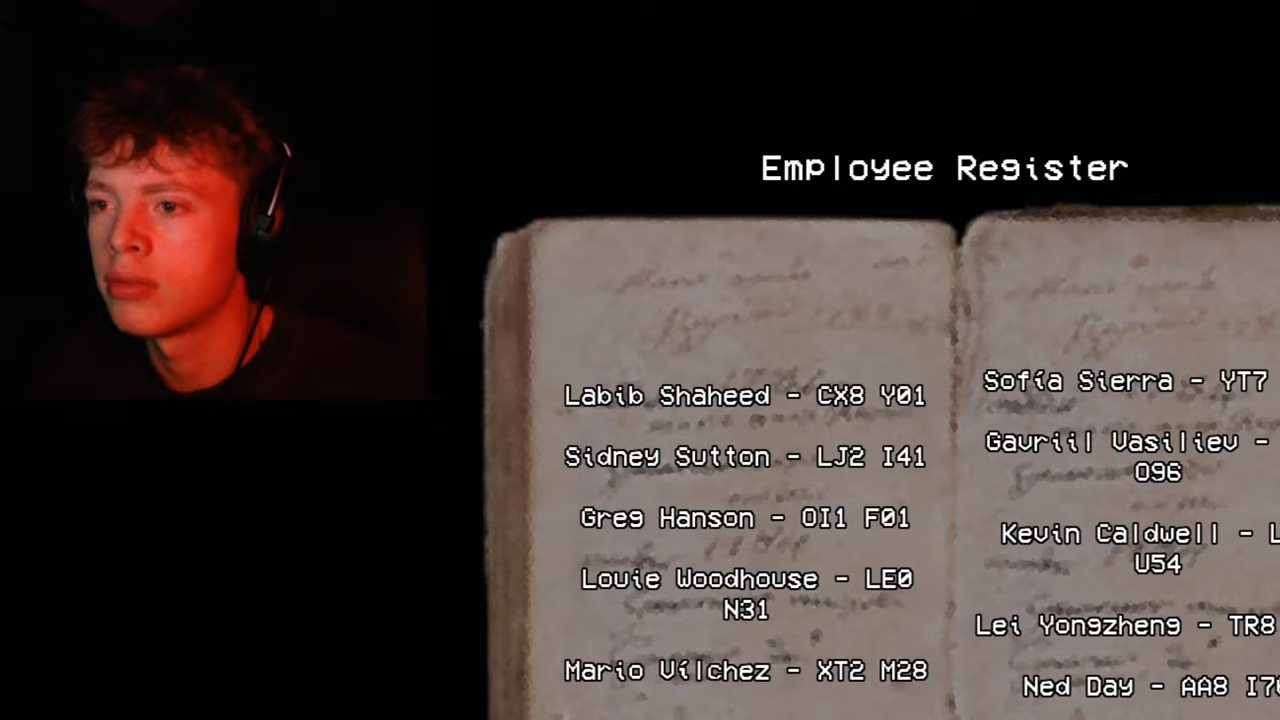 Employee Register
Labib Shaheed - CX8 Y01
Sidney Sutton - LJ2 I41
Greg Hanson - OI1 F01
Louie Woodhouse - LE0
N31
Mario Vílchez - XT2 M28
Sofía Sierra - YT7
Gavriil Vasiliev -
O96
Kevin Caldwell - L
U54
Lei Yongzheng - TR8
Ned Day - AA8